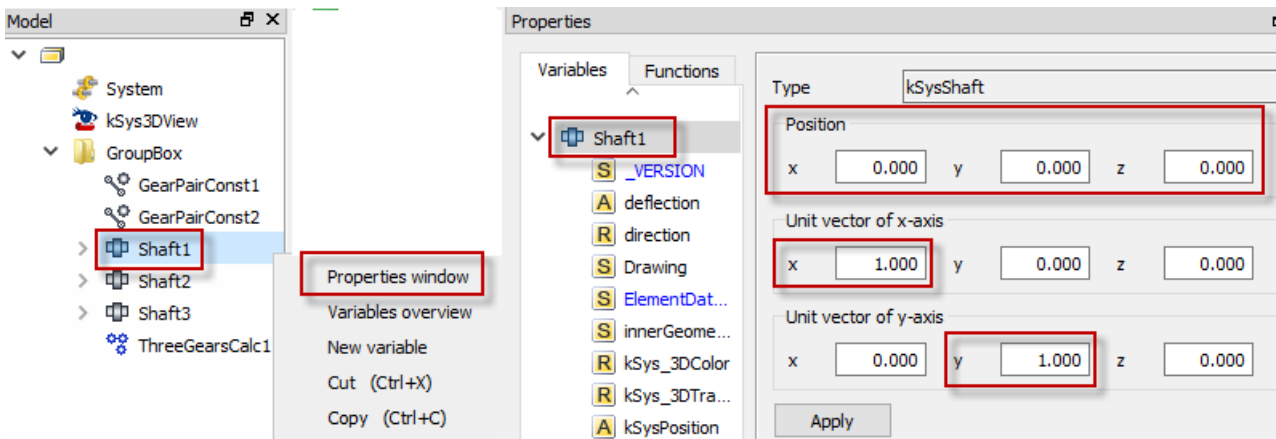 Model
System
kSys3DView
GroupBox
GearPairConst1
GearPairConst2
Shaft1
Shaft2
Shaft3
ThreeGearsCalc1
Properties window
Variables overview
New variable
Cut (Ctrl+X)
Copy (Ctrl+C)
Properties
Variables Functions
Shaft1
S _VERSION
A deflection
R direction
S Drawing
S ElementDat...
S innerGeome...
R kSys_3DColor
R kSys_3DTra...
A kSysPosition
Type kSysShaft
Position
x 0.000 y 0.000 z 0.000
Unit vector of x-axis
x 1.000 y 0.000 z 0.000
Unit vector of y-axis
x 0.000 y 1.000 z 0.000
Apply